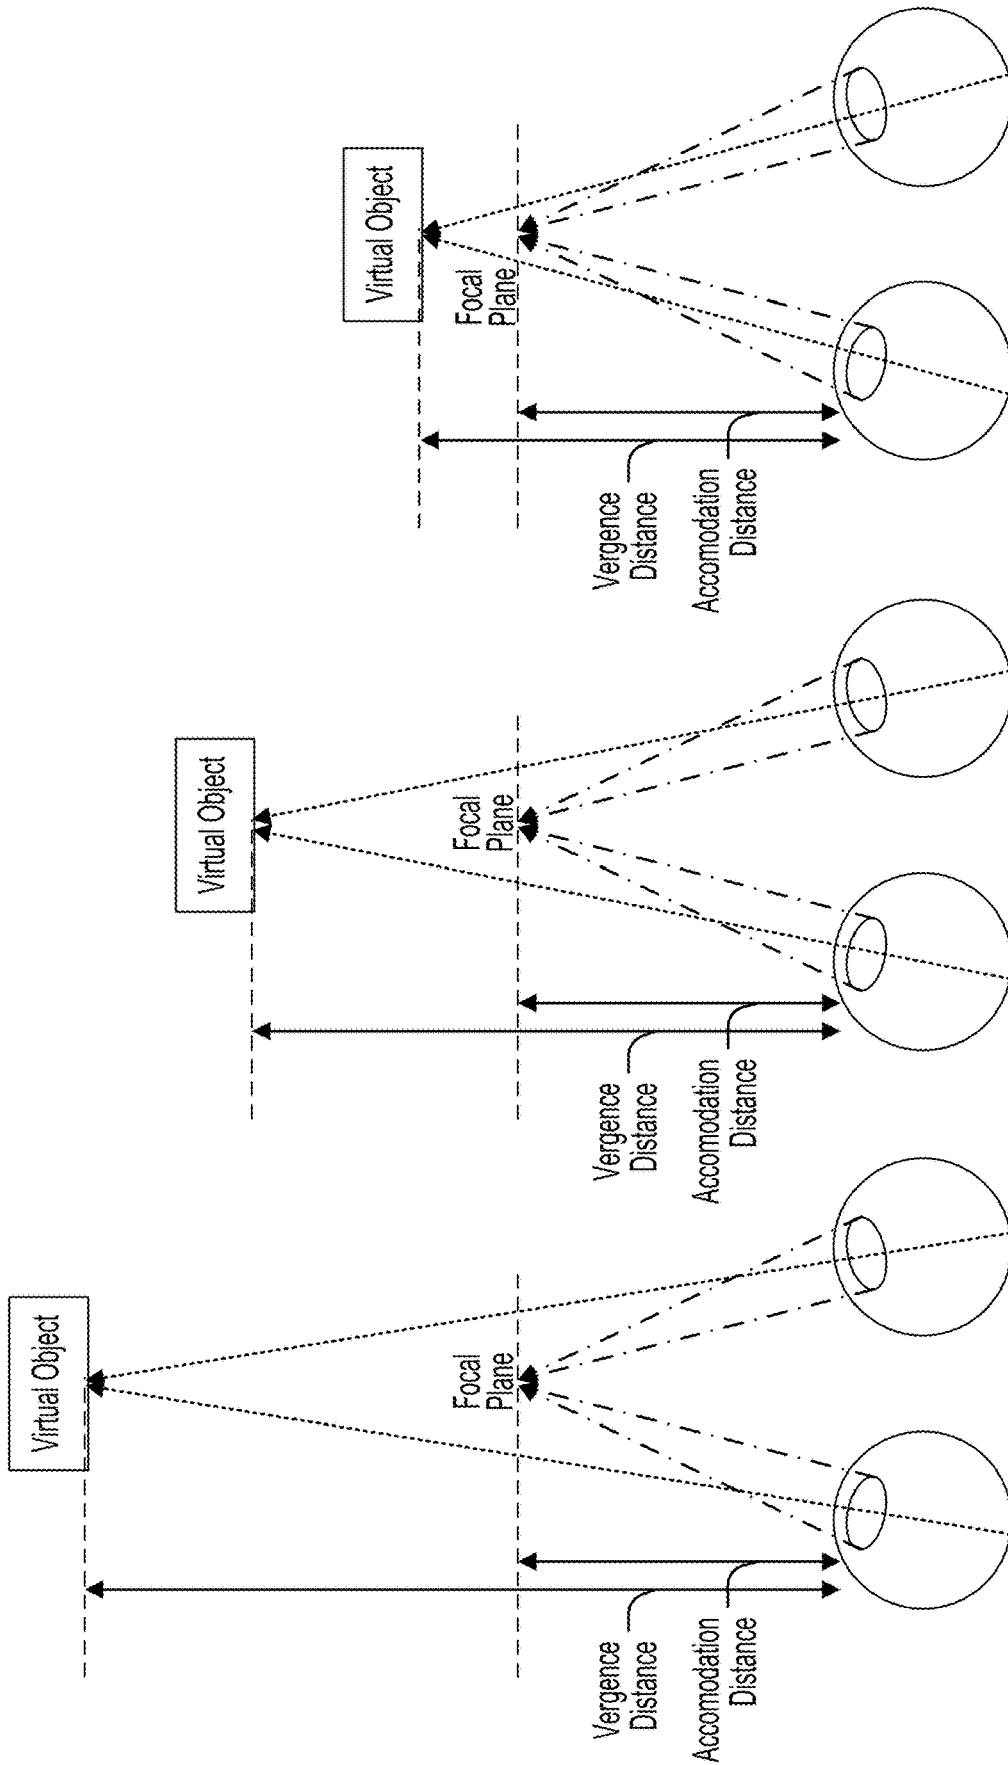 Virtual Object
Focal
Plane
Vergence
Distance
Accomodation
Distance
Virtual Object
Focal
Plane
Vergence
Distance
Accomodation
Distance
Virtual Object
Focal
Plane
Vergence
Distance
Accomodation
Distance